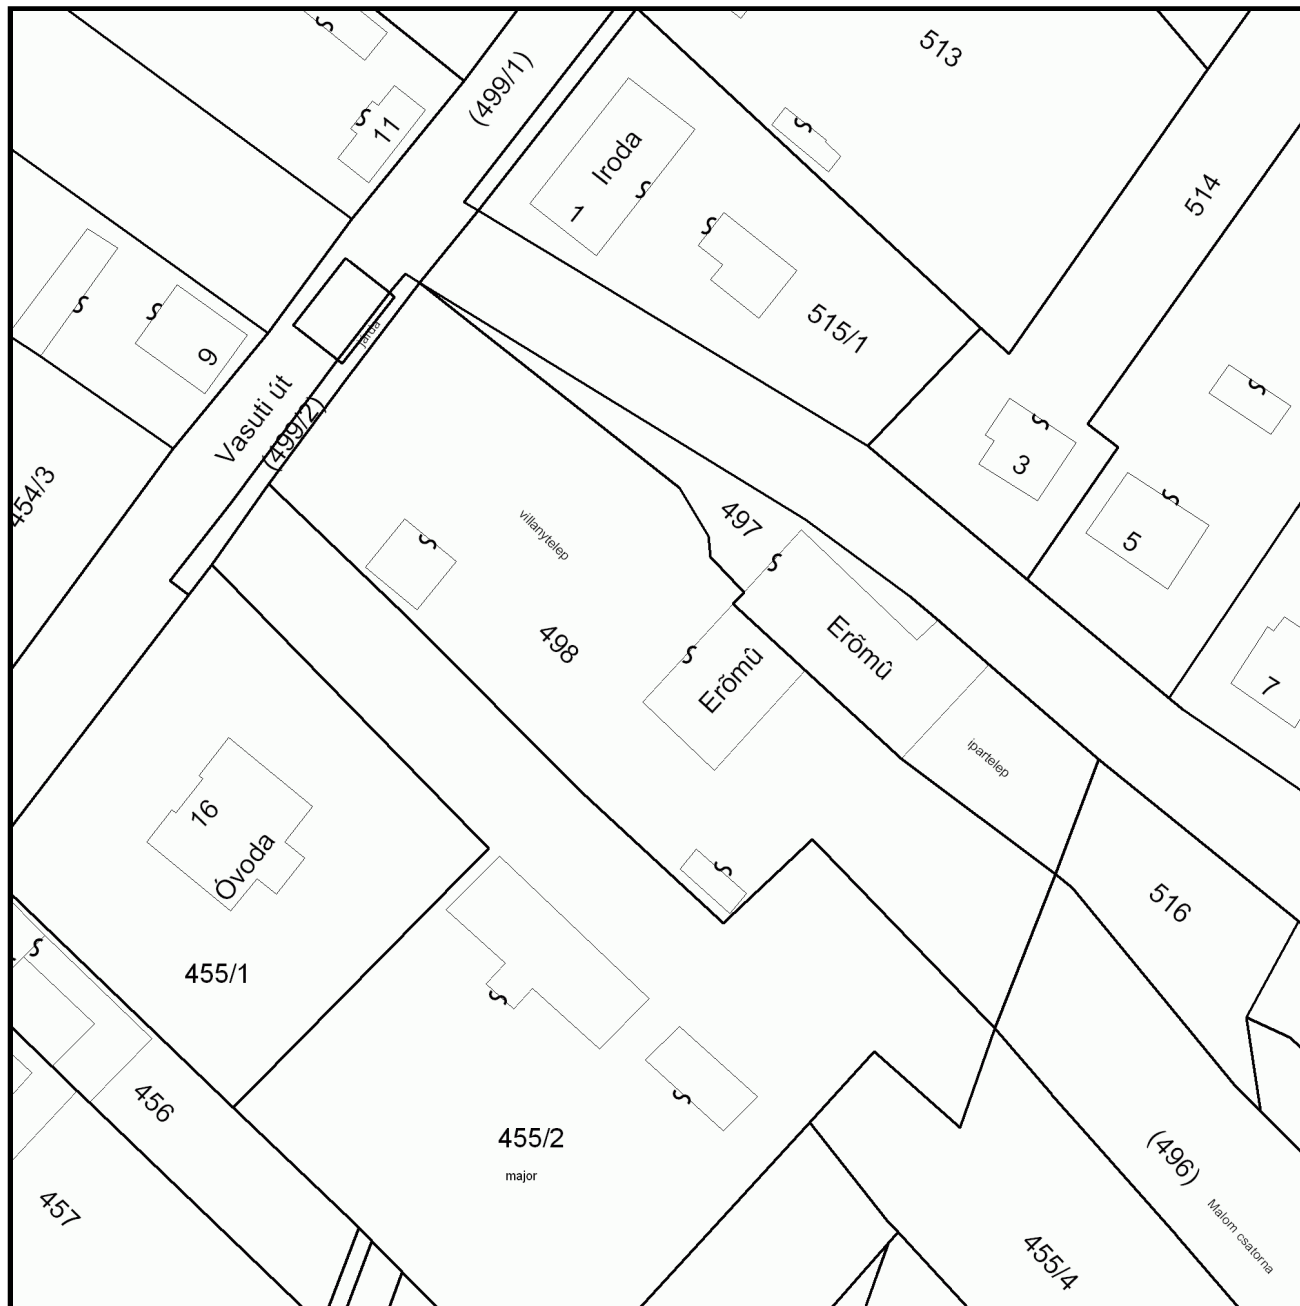 513
(499/1)
11
Iroda
1
514
515/1
járda
9
Vasuti út
(499/2)
3
454/3
497
villanytelep
5
498
Erõmû
Erõmû
7
ipartelep
16
Óvoda
516
455/1
456
455/2
major
(496)
Malom csatorna
457
455/4